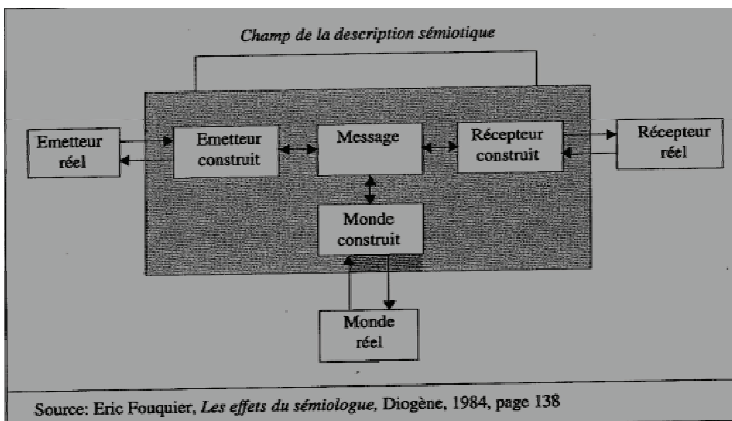 Champ de la description sémiotique
Emetteur
réel
Emetteur
construit
Message
Récepteur
construit
Récepteur
réel
Monde
construit
Monde
réel
Source: Eric Fouquier, Les effets du sémiologue, Diogène, 1984, page 138